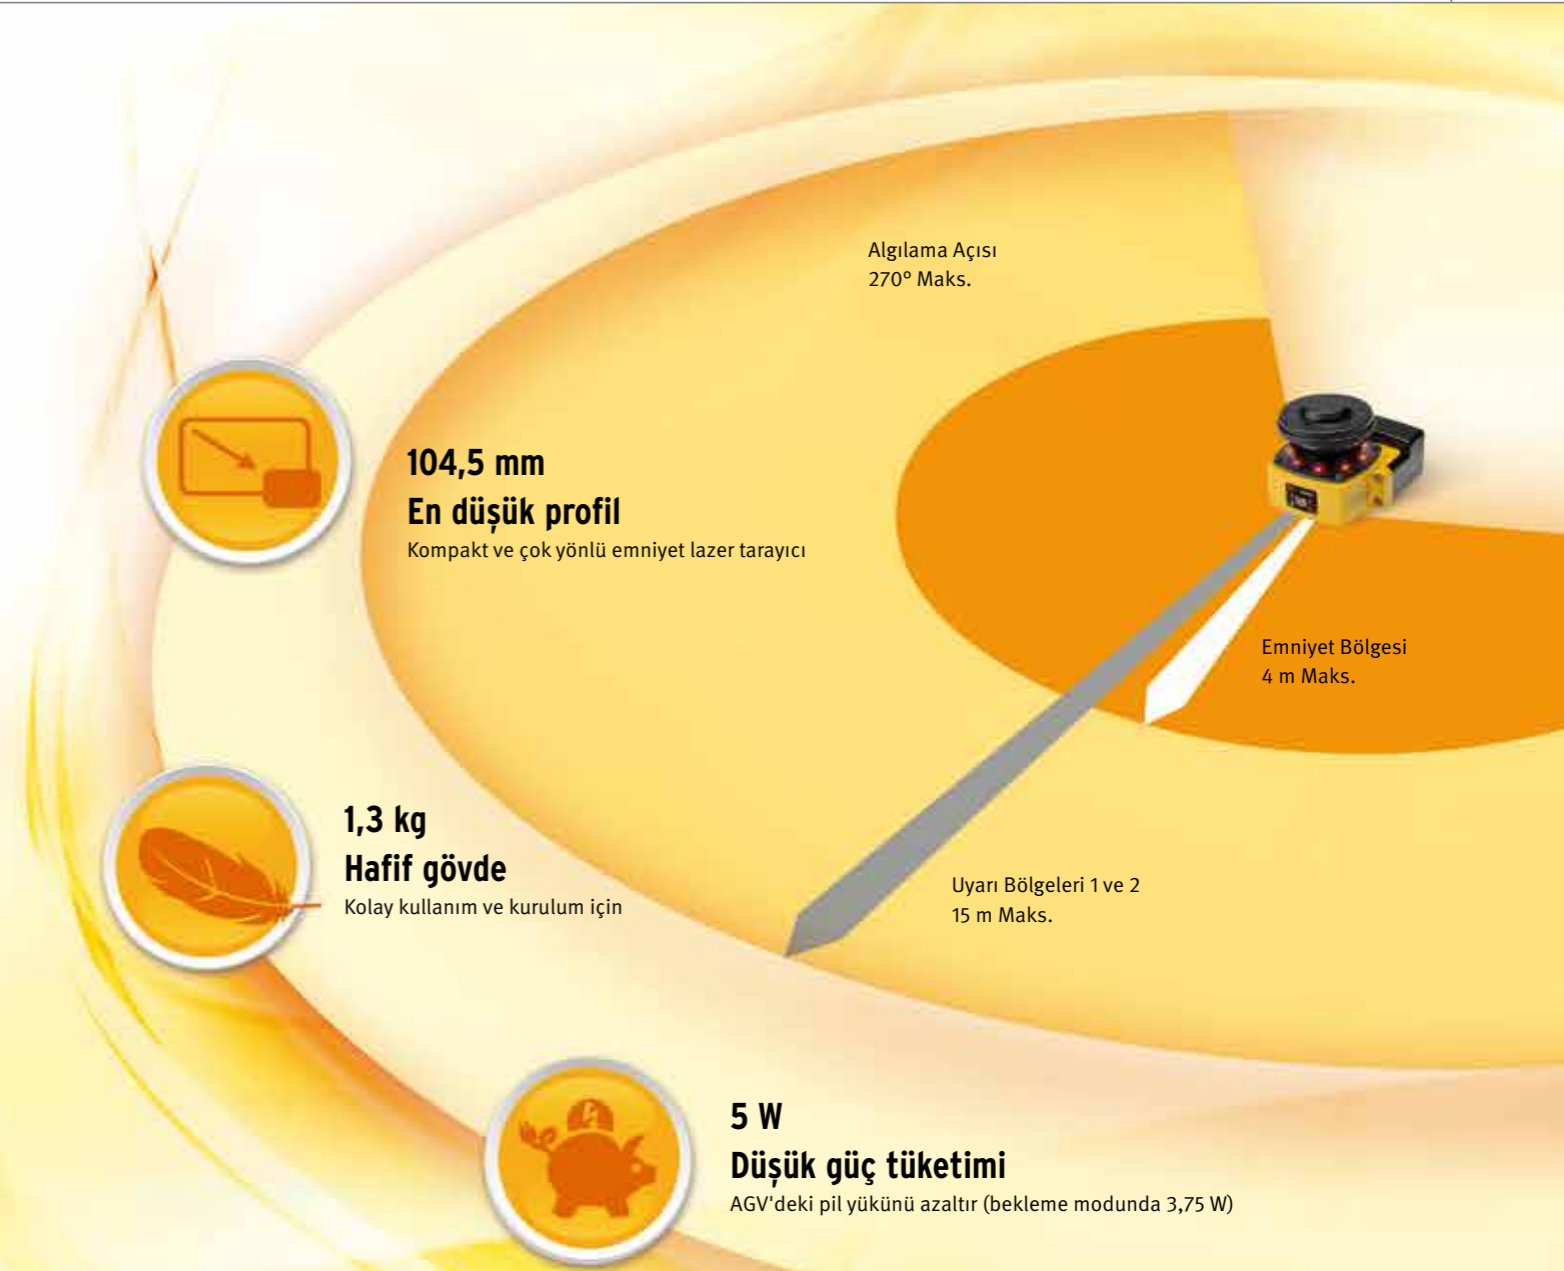 Algılama Açısı
270° Maks.
104,5 mm
En düşük profil
Kompakt ve çok yönlü emniyet lazer tarayıcı
Emniyet Bölgesi
4 m Maks.
1,3 kg
Hafif gövde
Kolay kullanım ve kurulum için
Uyarı Bölgeleri 1 ve 2
15 m Maks.
5 W
Düşük güç tüketimi
AGV'deki pil yükünü azaltır (bekleme modunda 3,75 W)